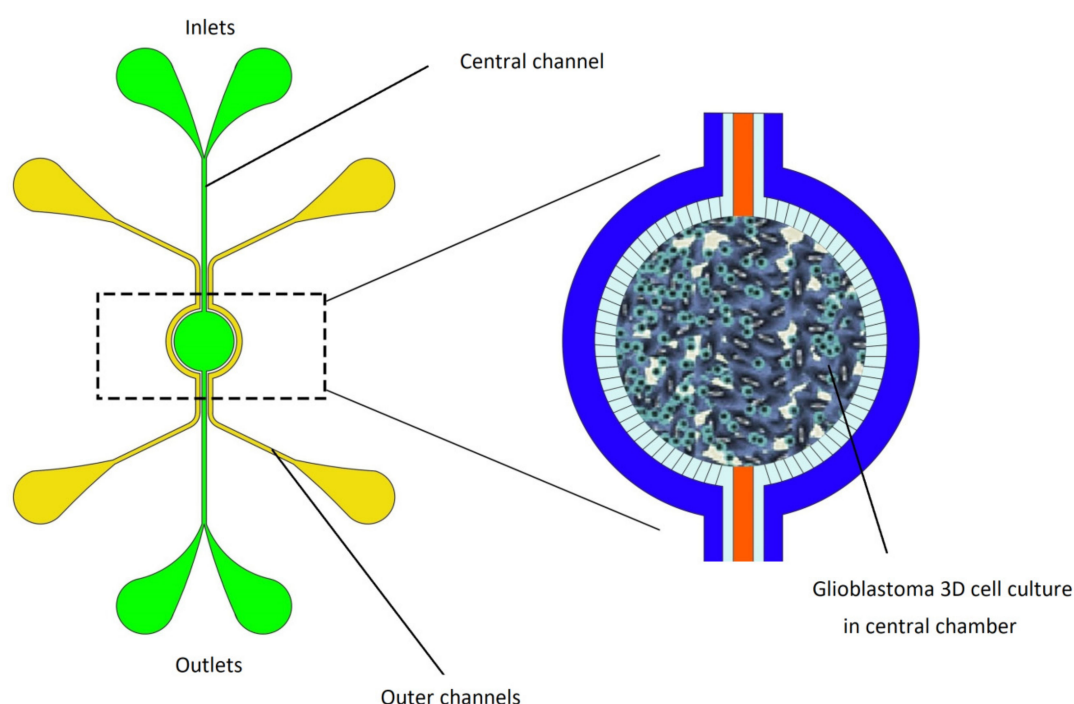 Inlets
Central channel
Glioblastoma 3D cell culture
in central chamber
Outlets
Outer channels